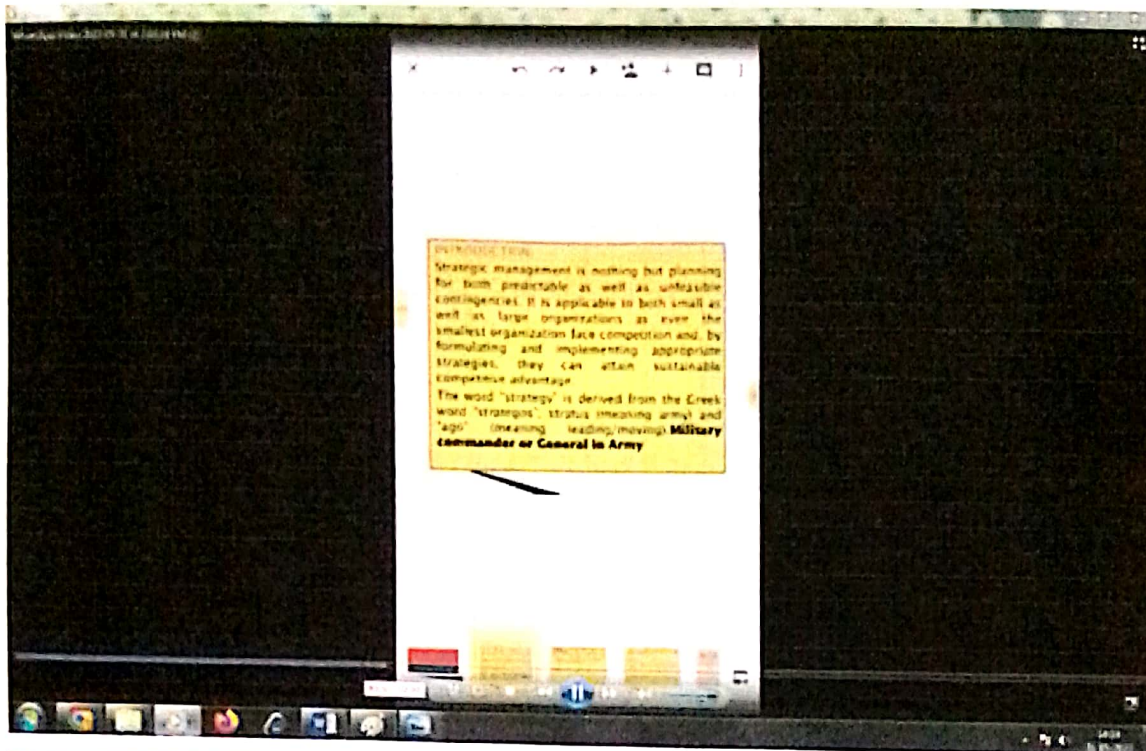 INTRODUCTION
Strategic management is nothing but planning
for both predictable as well as unfeasible
contingencies. It is applicable to both small as
well as large organizations as even the
smallest organization face competition and, by
formulating and implementing appropriate
strategies, they can attain sustainable
competitive advantage
The word "strategy" is derived from the Greek
word "strategos", stratus (meaning army) and
"ago" (meaning leading/moving) Military
commander or General in Army